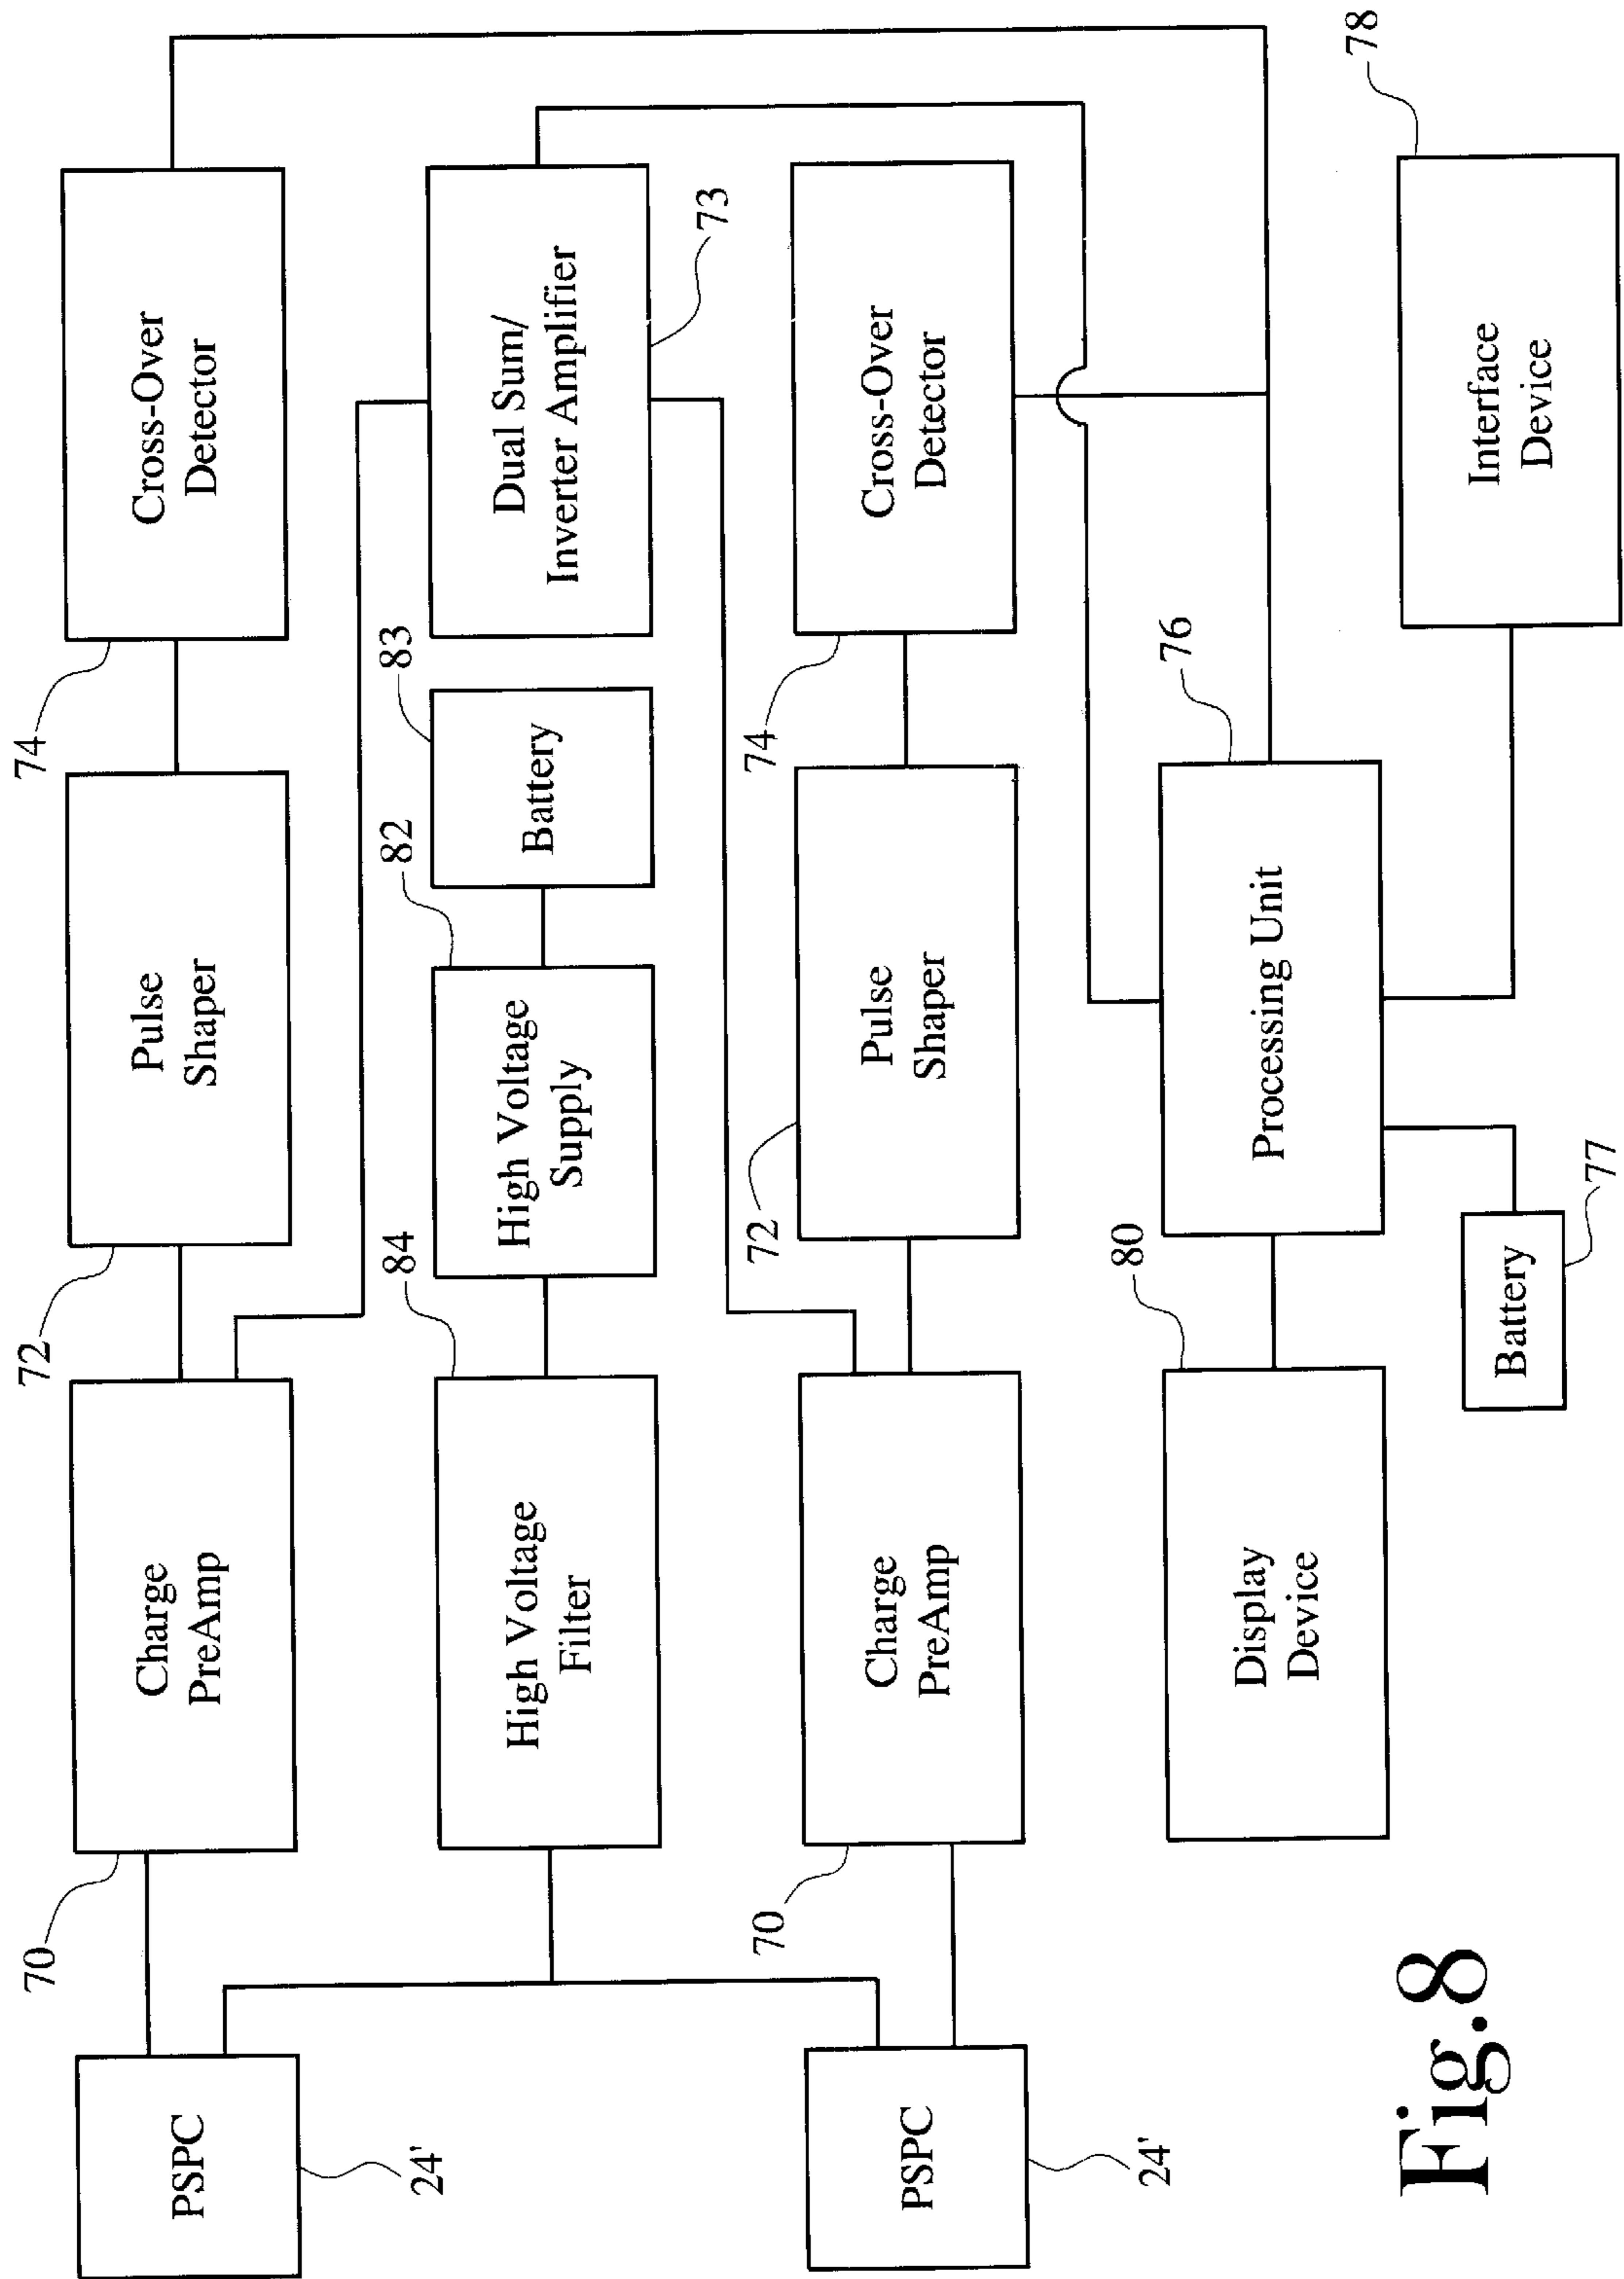 70
72
74
PSPC
Charge
PreAmp
Pulse
Shaper
Cross-Over
Detector
24'
84
82
83
High Voltage
Filter
High Voltage
Supply
Battery
Dual Sum/
Inverter Amplifier
73
70
72
74
PSPC
Charge
PreAmp
Pulse
Shaper
Cross-Over
Detector
24'
80
76
Display
Device
Processing Unit
78
Interface
Device
Battery
77
Fig.8